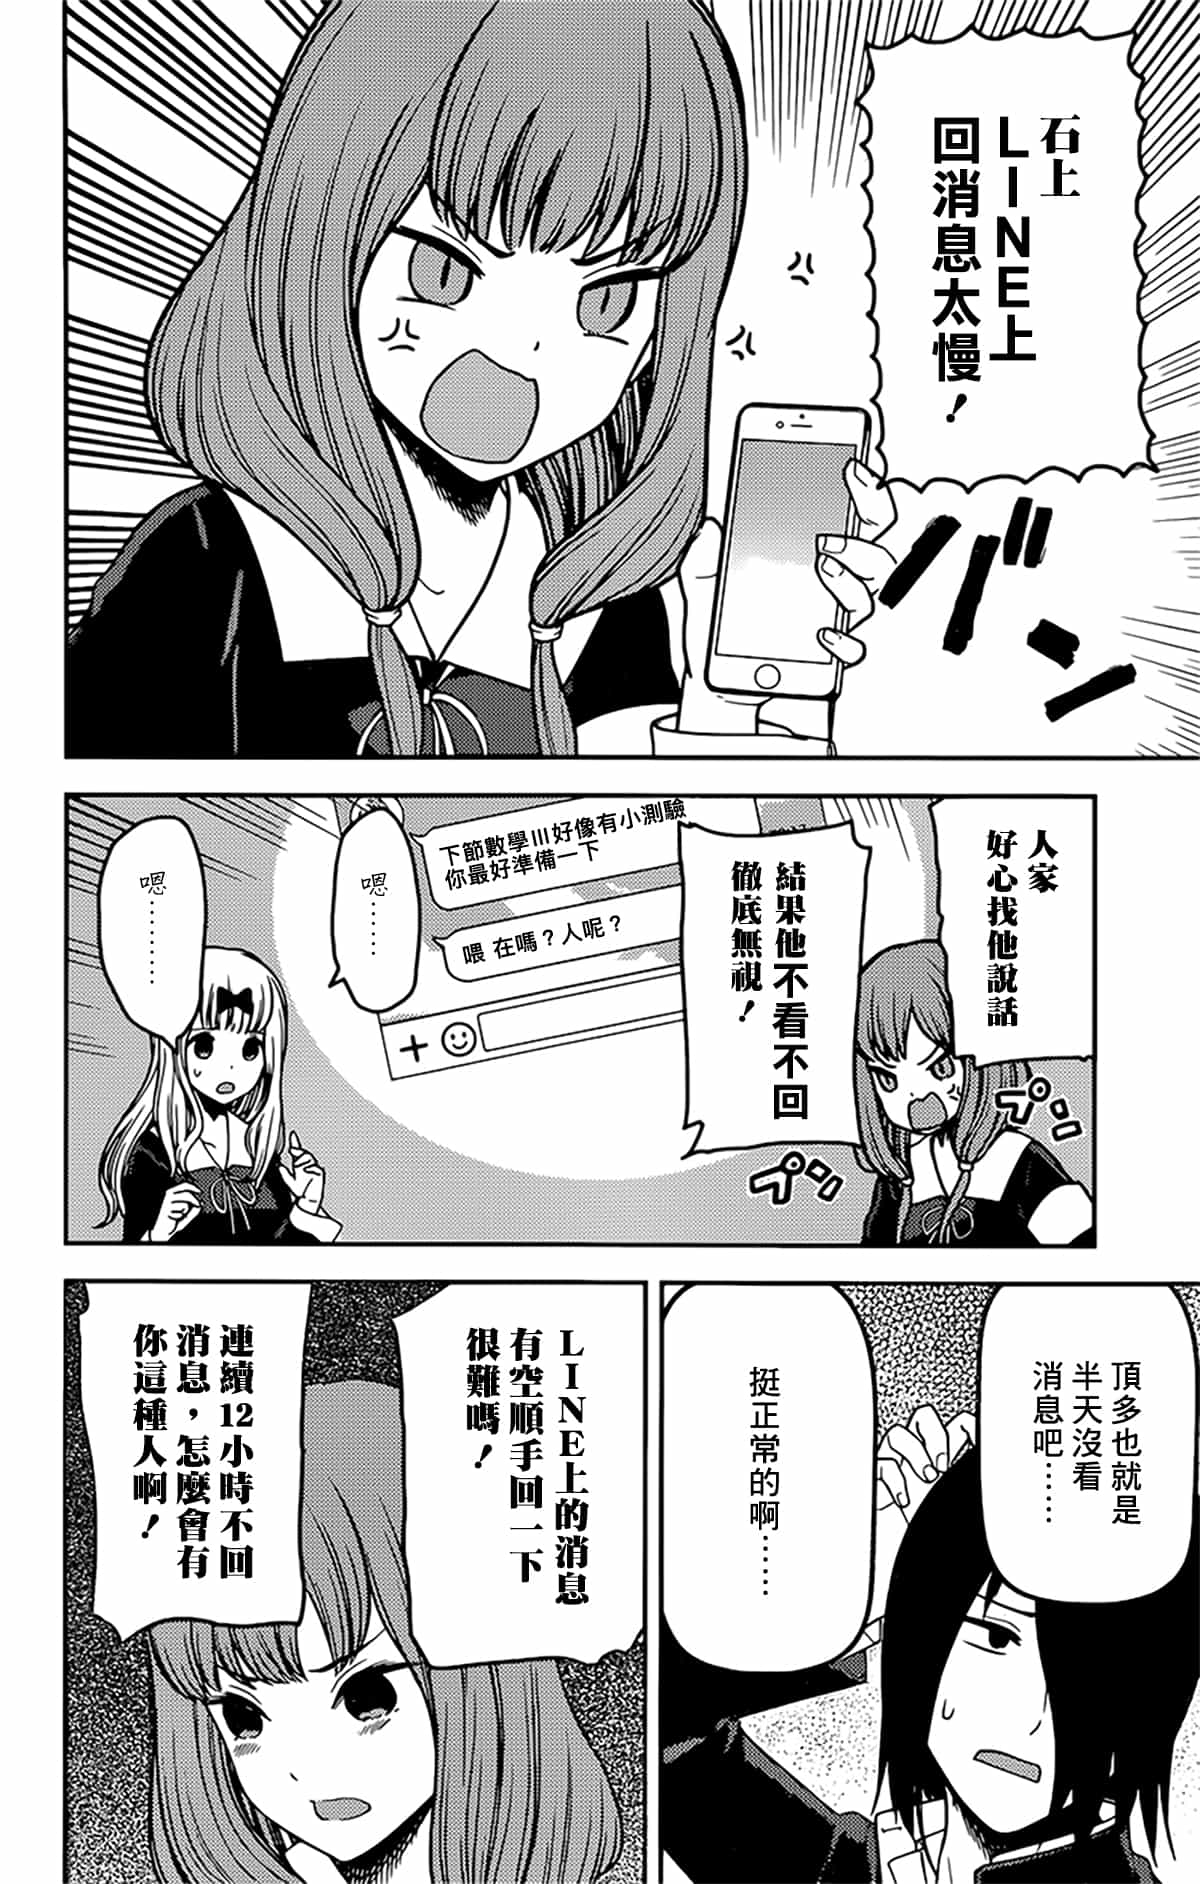 石上
LINE上
回消息太慢！
バン
人家
好心找他說話
結果他不看不回
徹底無視！
プン
プン
下節數學Ⅲ好像有小測驗
你最好準備一下
喂 在嗎？人呢？
嗯……
嗯………
頂多也就是
半天沒看
消息吧……
挺正常的啊……
LINE上的消息
有空順手回一下
很難嗎！
連續12小時不回
消息，怎麼會有
你這種人啊！